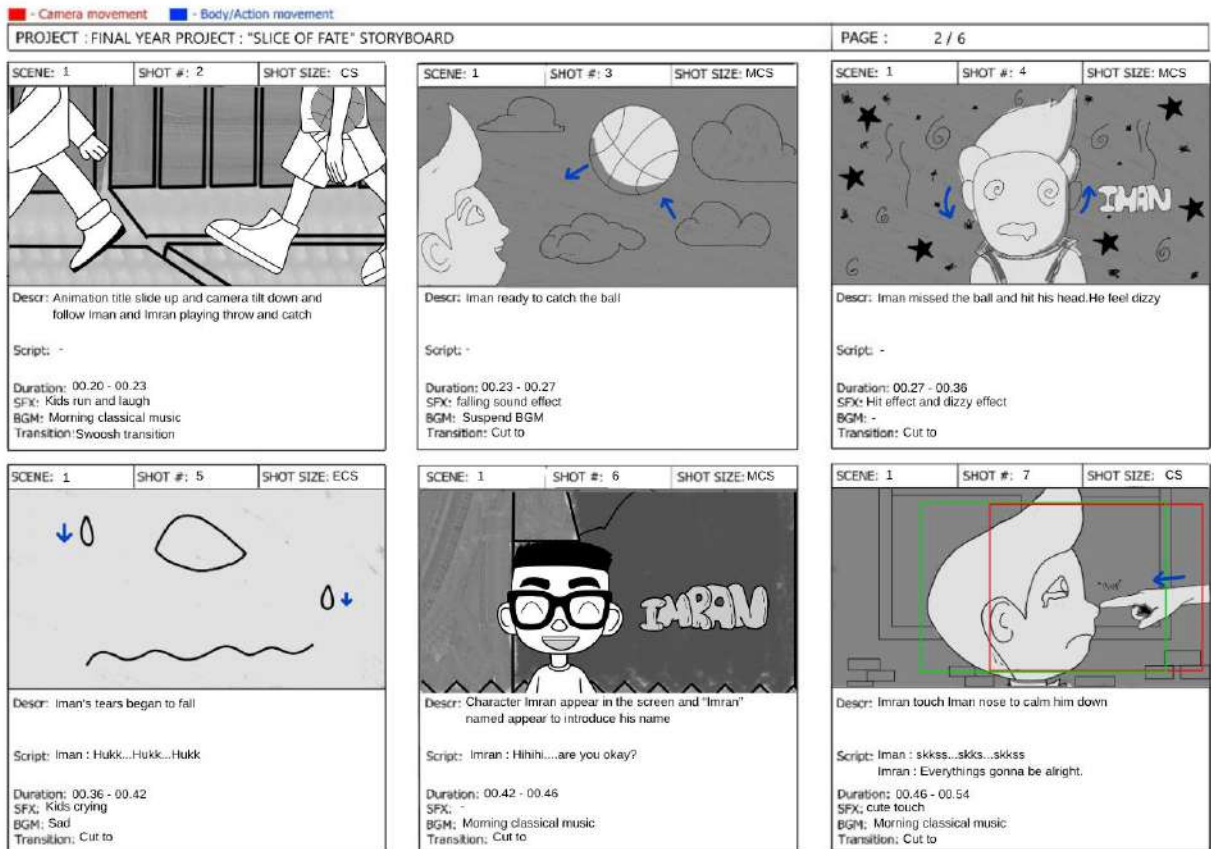 - Camera movement - Body/Action movement
PROJECT : FINAL YEAR PROJECT : "SLICE OF FATE" STORYBOARD PAGE : 2 / 6
SCENE: 1 SHOT #: 2 SHOT SIZE: CS
Descr: Animation title slide up and camera tilt down and
follow Iman and Imran playing throw and catch
Script: -
Duration: 00.20 - 00.23
SFX: Kids run and laugh
BGM: Morning classical music
Transition: Swoosh transition
SCENE: 1 SHOT #: 3 SHOT SIZE: MCS
Descr: Iman ready to catch the ball
Script: -
Duration: 00.23 - 00.27
SFX: falling sound effect
BGM: Suspend BGM
Transition: Cut to
SCENE: 1 SHOT #: 4 SHOT SIZE: MCS
IMAN
Descr: Iman missed the ball and hit his head.He feel dizzy
Script: -
Duration: 00.27 - 00.36
SFX: Hit effect and dizzy effect
BGM: -
Transition: Cut to
SCENE: 1 SHOT #: 5 SHOT SIZE: ECS
Descr: Iman's tears began to fall
Script: Iman : Hukk...Hukk...Hukk
Duration: 00.36 - 00.42
SFX: Kids crying
BGM: Sad
Transition: Cut to
SCENE: 1 SHOT #: 6 SHOT SIZE: MCS
IMRAN
Descr: Character Imran appear in the screen and "Imran"
named appear to introduce his name
Script: Imran : Hihihi....are you okay?
Duration: 00.42 - 00.46
SFX: -
BGM: Morning classical music
Transition: Cut to
SCENE: 1 SHOT #: 7 SHOT SIZE: CS
Descr: Imran touch Iman nose to calm him down
Script: Iman : skkss...skks...skkss
Imran : Everythings gonna be alright.
Duration: 00.46 - 00.54
SFX: cute touch
BGM: Morning classical music
Transition: Cut to